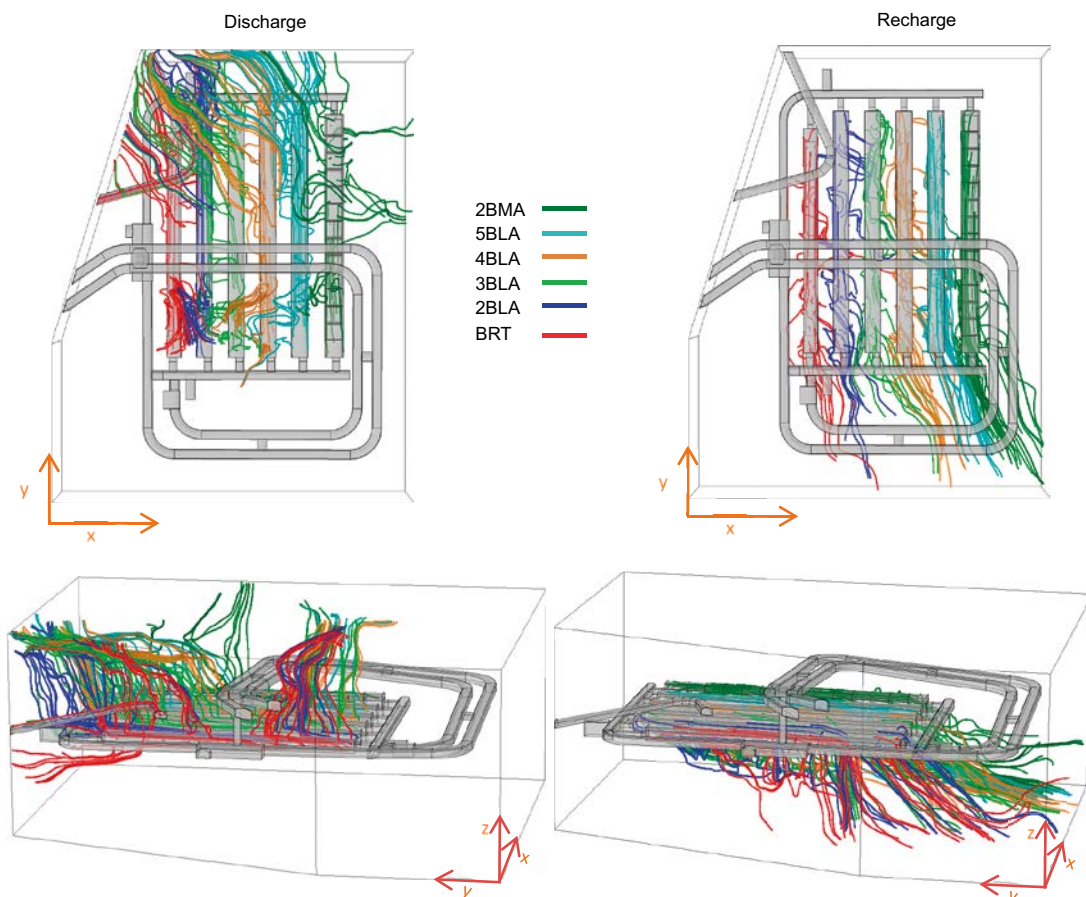 Discharge
Recharge
2BMA
5BLA
4BLA
3BLA
2BLA
BRT
y
x
y
x
z
x
y
z
x
y